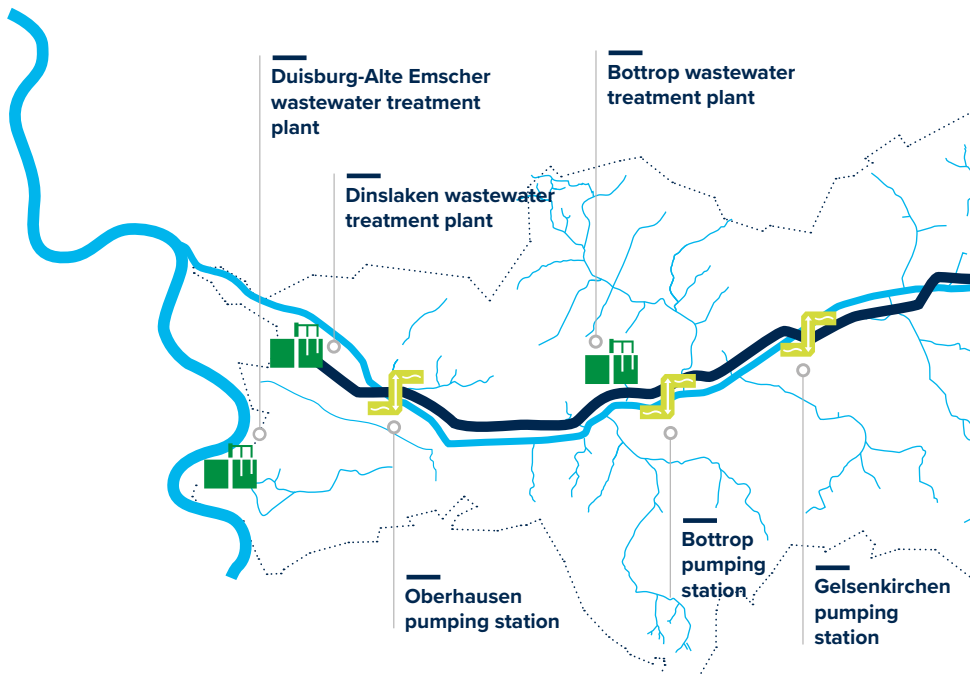 Duisburg-Alte Emscher
wastewater treatment
plant
Bottrop wastewater
treatment plant
Dinslaken wastewater
treatment plant
Oberhausen
pumping station
Bottrop
pumping
station
Gelsenkirchen
pumping
station